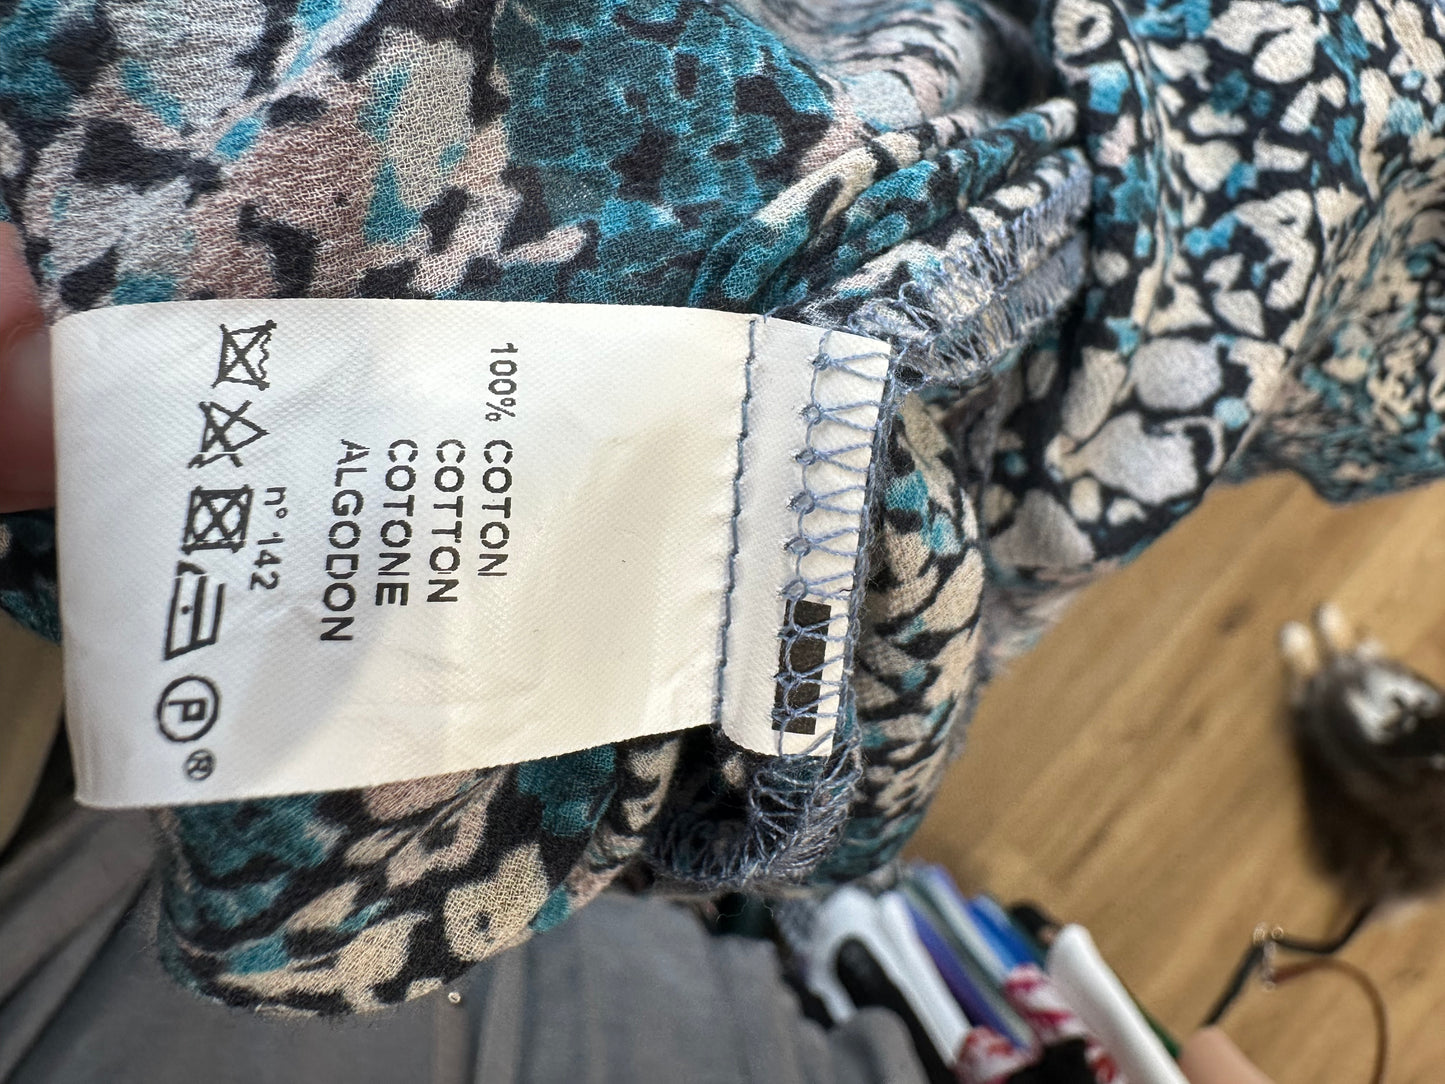 100% COTON
COTTON
COTONE
ALGODON
n° 142
P ®